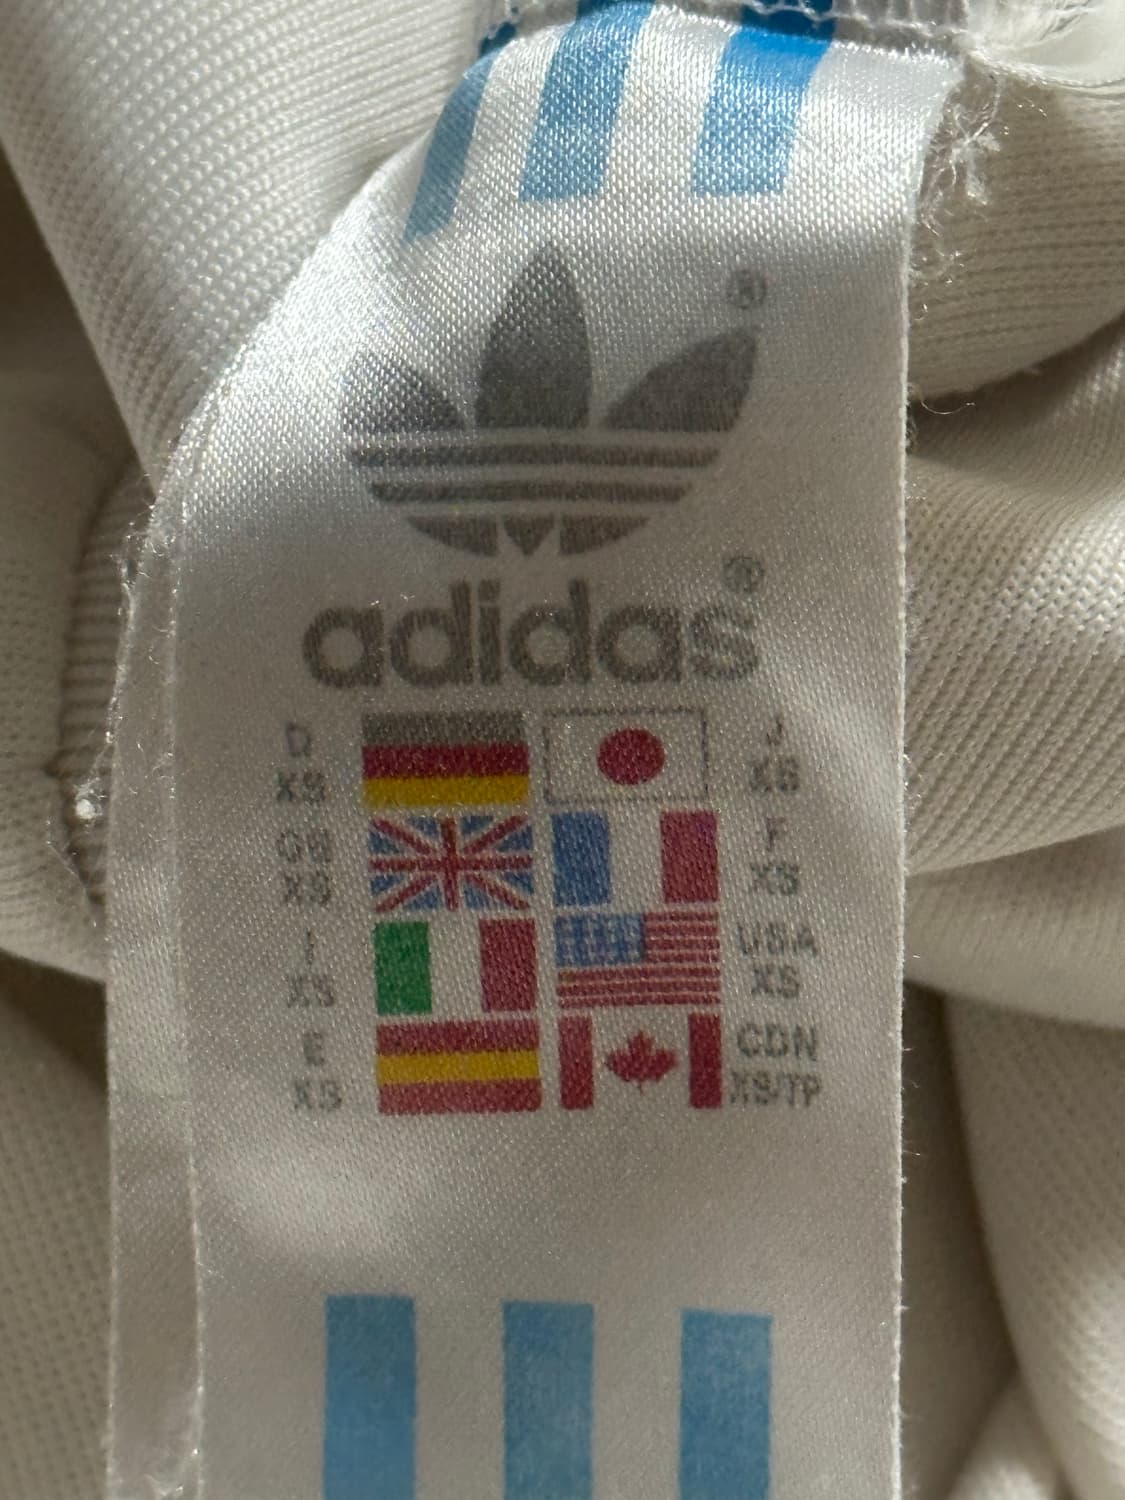 ®
adidas®
D J
XS XS
GB F
XS XS
I USA
XS XS
E CDN
XS XS/TP